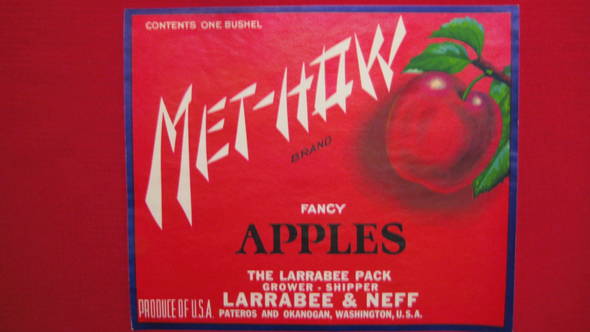 CONTENTS ONE BUSHEL
MET-HOW
BRAND
FANCY
APPLES
THE LARRABEE PACK
GROWER - SHIPPER
LARRABEE & NEFF
PATEROS AND OKANOGAN, WASHINGTON, U.S.A.
PRODUCE OF U.S.A.